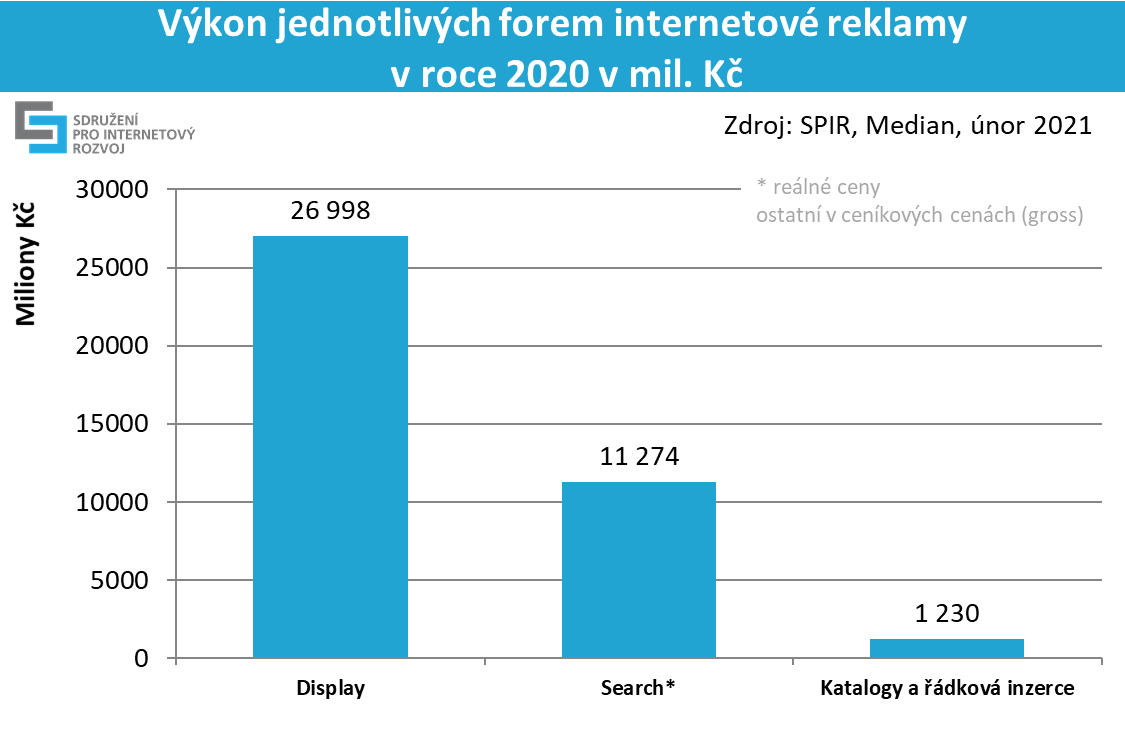 Výkon jednotlivých forem internetové reklamy
v roce 2020 v mil. Kč
SDRUŽENÍ
PRO INTERNETOVÝ
ROZVOJ
Zdroj: SPIR, Median, únor 2021
* reálné ceny
ostatní v ceníkových cenách (gross)
Miliony Kč
30000
25000
20000
15000
10000
5000
0
26 998
11 274
1 230
Display
Search*
Katalogy a řádková inzerce